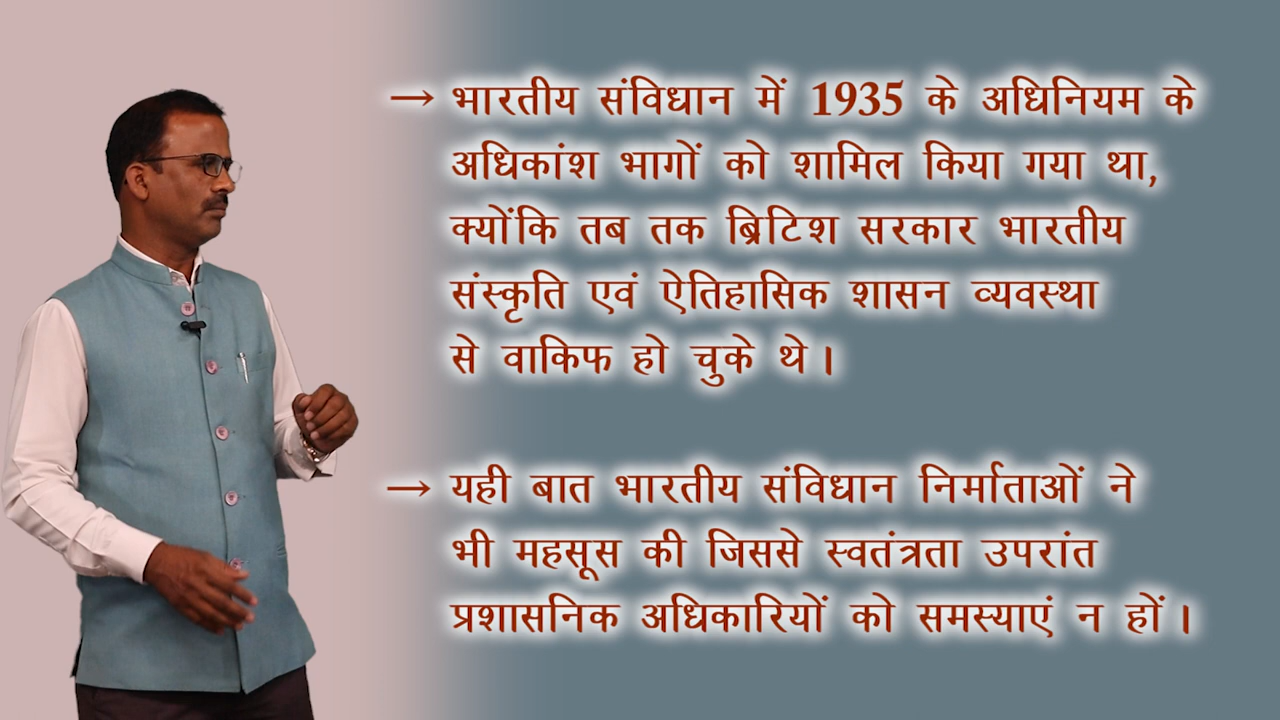 → भारतीय संविधान में 1935 के अधिनियम के
अधिकांश भागों को शामिल किया गया था,
क्योंकि तब तक ब्रिटिश सरकार भारतीय
संस्कृति एवं ऐतिहासिक शासन व्यवस्था
से वाकिफ हो चुके थे।
→ यही बात भारतीय संविधान निर्माताओं ने
भी महसूस की जिससे स्वतंत्रता उपरांत
प्रशासनिक अधिकारियों को समस्याएं न हों।